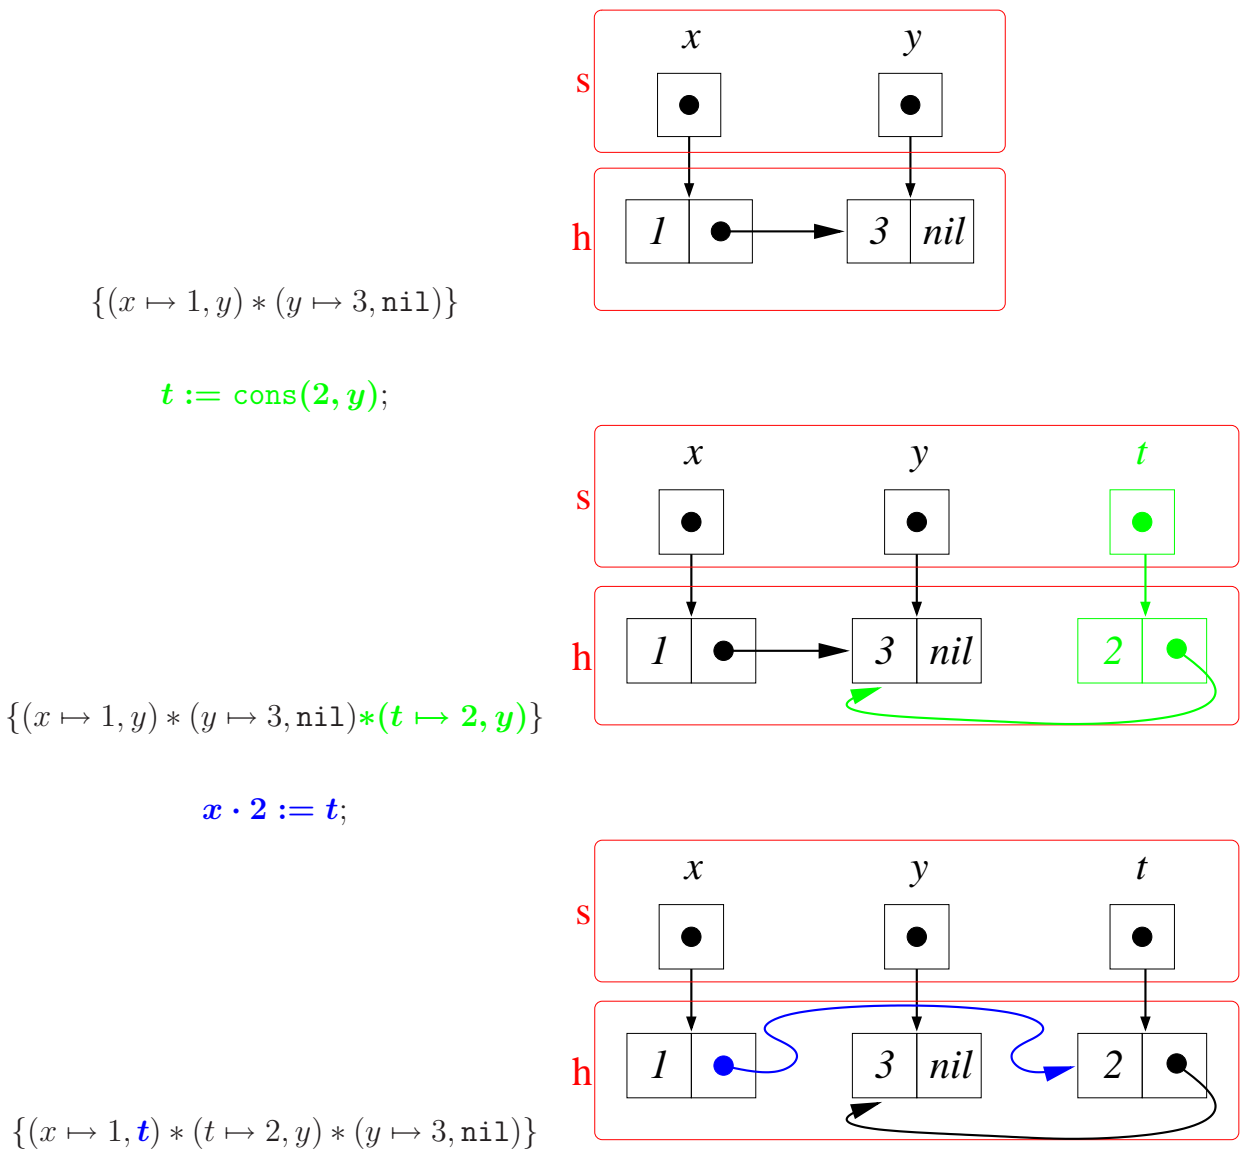 x y
s
h 1 3 nil
{(x ↦ 1, y) ∗ (y ↦ 3, nil)}
t := cons(2, y);
x y t
s
h 1 3 nil 2
{(x ↦ 1, y) ∗ (y ↦ 3, nil)∗(t ↦ 2, y)}
x · 2 := t;
x y t
s
h 1 3 nil 2
{(x ↦ 1, t) ∗ (t ↦ 2, y) ∗ (y ↦ 3, nil)}